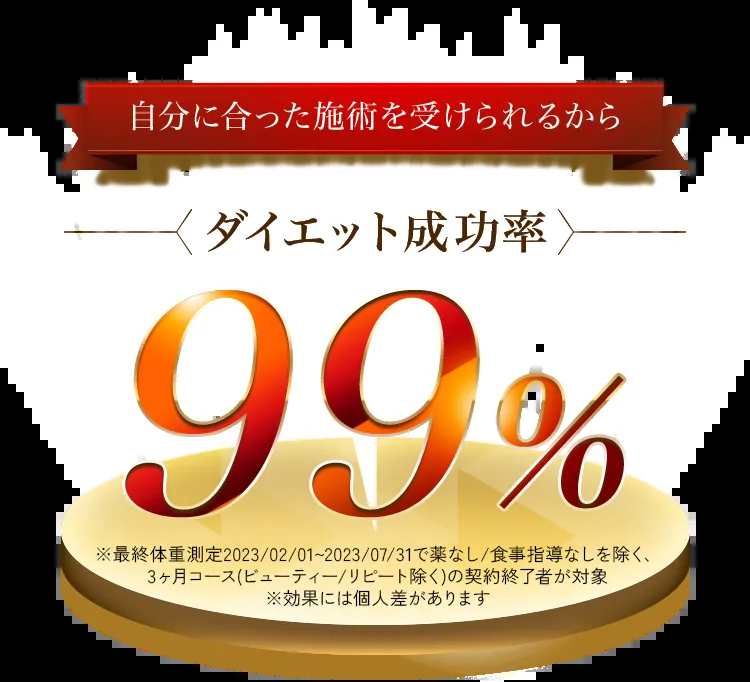 自分に合った施術を受けられるから
ダイエット成功率
99%
※最終体重測定2023/02/01~2023/07/31で薬なし/食事指導なしを除く、
3ヶ月コース(ビューティー/リピート除く)の契約終了者が対象
※効果には個人差があります